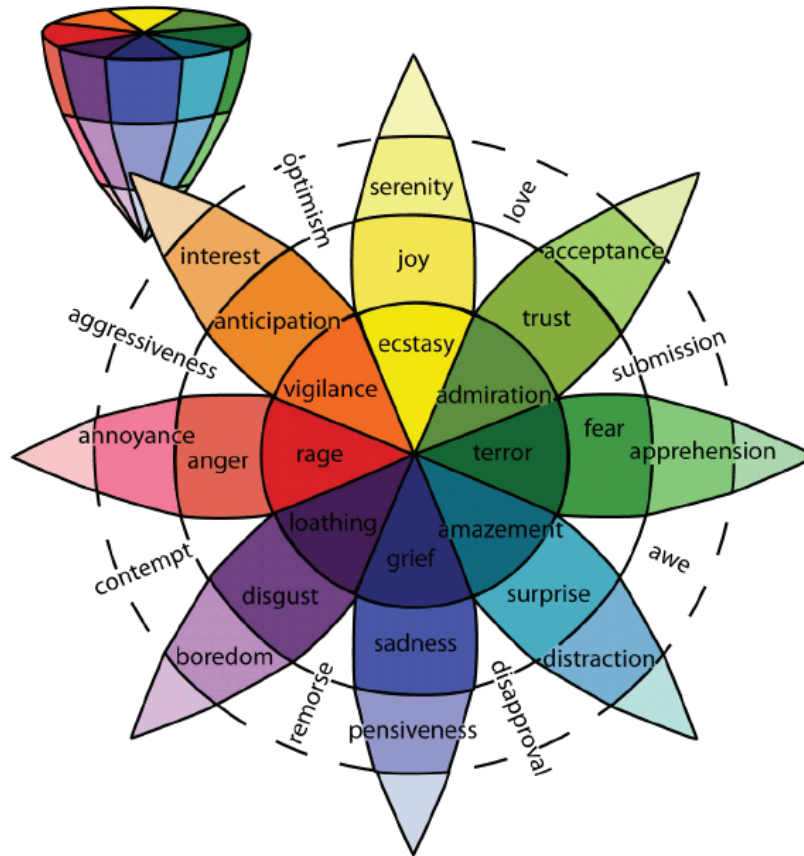 optimism
serenity
love
interest
joy
acceptance
aggressiveness
anticipation
trust
submission
vigilance
ecstasy
admiration
annoyance
anger
rage
terror
fear
apprehension
loathing
amazement
contempt
grief
awe
disgust
surprise
boredom
sadness
distraction
remorse
pensiveness
disapproval